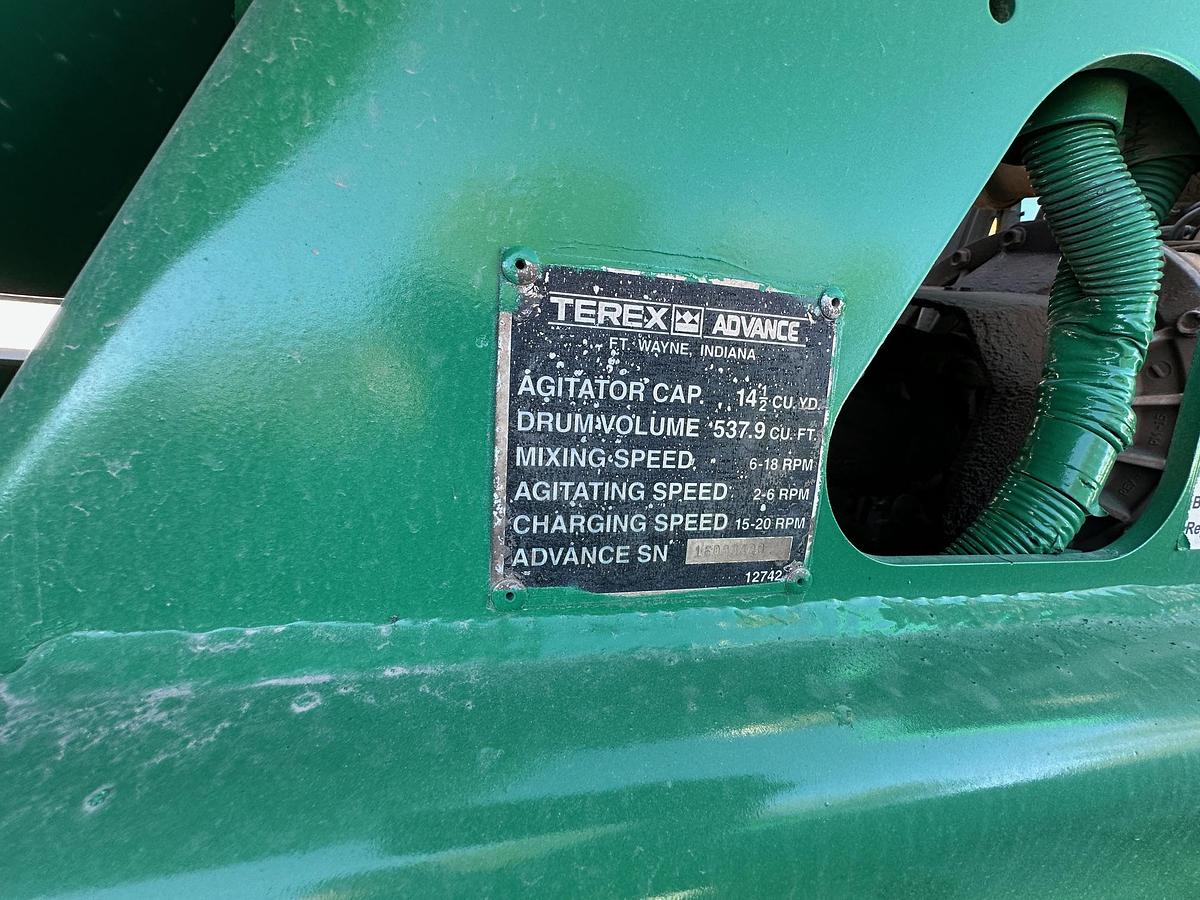 TEREX ADVANCE
FT. WAYNE, INDIANA
AGITATOR CAP. 14½ CU. YD.
DRUM VOLUME 537.9 CU. FT.
MIXING SPEED 6-18 RPM
AGITATING SPEED 2-6 RPM
CHARGING SPEED 15-20 RPM
ADVANCE SN
12742
Re